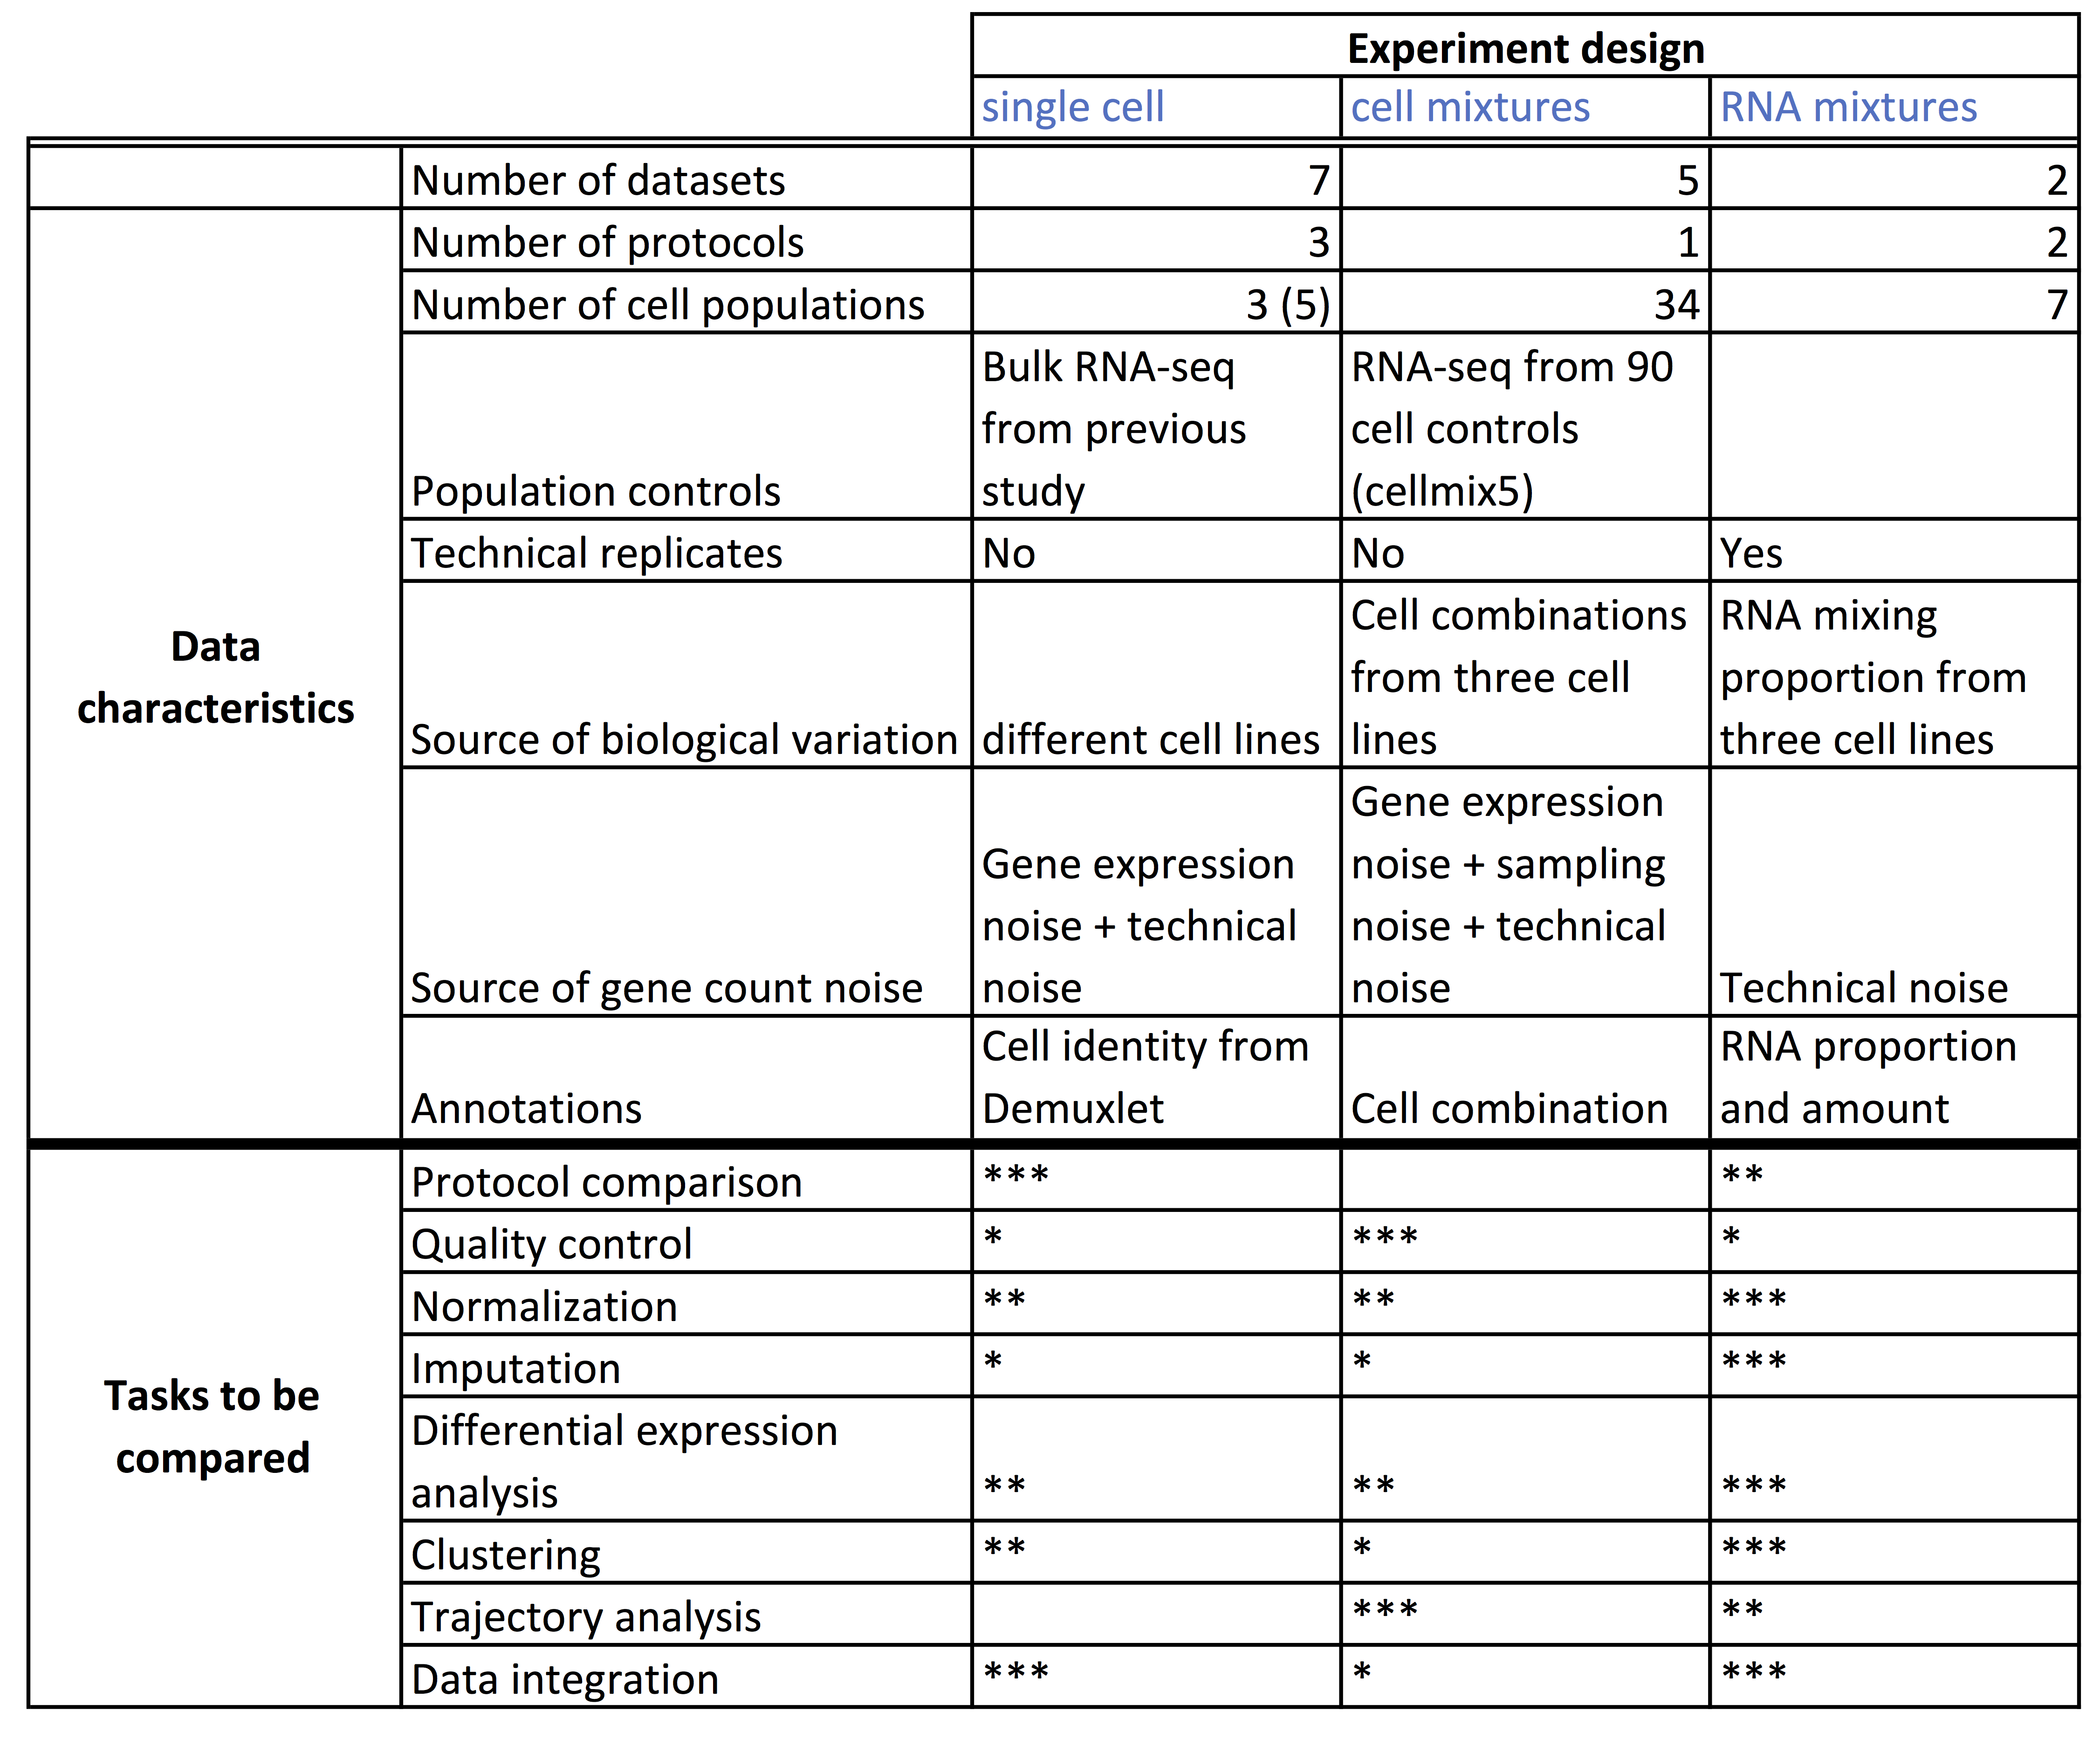 Experiment design
single cell cell mixtures RNA mixtures
Number of datasets 7 5 2
Data characteristics
Number of protocols 3 1 2
Number of cell populations 3 (5) 34 7
Population controls
Bulk RNA-seq
from previous
study
RNA-seq from 90
cell controls
(cellmix5)
Technical replicates No No Yes
Source of biological variation
different cell lines
Cell combinations
from three cell
lines
RNA mixing
proportion from
three cell lines
Source of gene count noise
Gene expression
noise + technical
noise
Gene expression
noise + sampling
noise + technical
noise
Technical noise
Annotations
Cell identity from
Demuxlet
Cell combination
RNA proportion
and amount
Tasks to be
compared
Protocol comparison *** **
Quality control * *** *
Normalization ** ** ***
Imputation * * ***
Differential expression
analysis ** ** ***
Clustering ** * ***
Trajectory analysis *** **
Data integration *** * ***